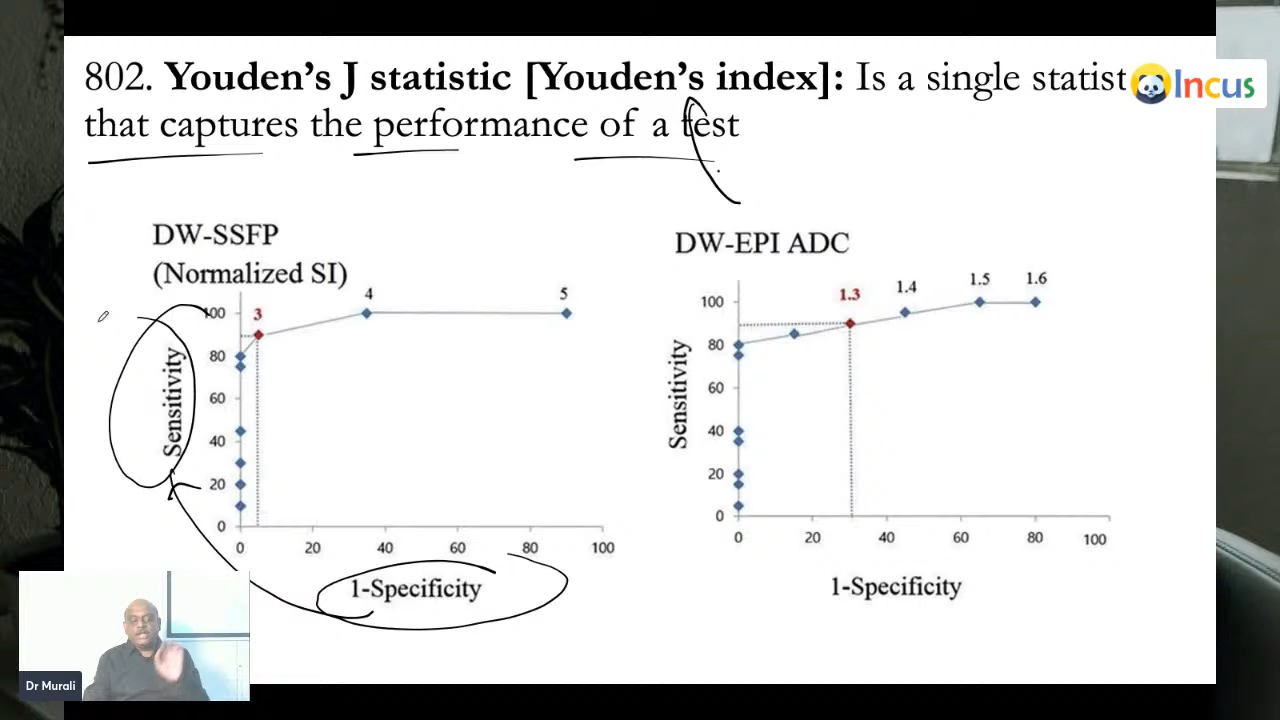 802. Youden's J statistic [Youden's index]: Is a single statist
Incus
that captures the performance of a test
DW-SSFP
(Normalized SI)
3
4
5
100
80
60
40
20
0
Sensitivity
0 20 40 60 80 100
1-Specificity
DW-EPI ADC
1.3
1.4
1.5
1.6
100
80
60
40
20
0
Sensitivity
0 20 40 60 80 100
1-Specificity
Dr Murali